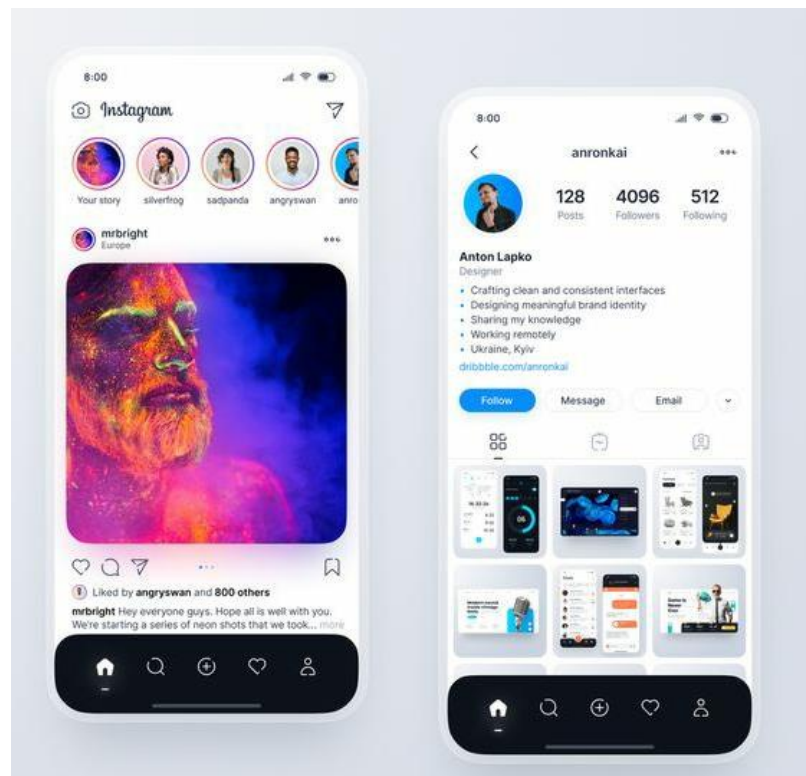 8:00
Instagram
Your story silverfrog sadpanda angryswan anro
mrbright
Europe
Liked by angryswan and 800 others
mrbright Hey everyone guys. Hope all is well with you.
We're starting a series of neon shots that we took... more
8:00
anronkai
128 4096 512
Posts Followers Following
Anton Lapko
Designer
• Crafting clean and consistent interfaces
• Designing meaningful brand identity
• Sharing my knowledge
• Working remotely
• Ukraine, Kyiv
dribbble.com/anronkai
Follow Message Email
06